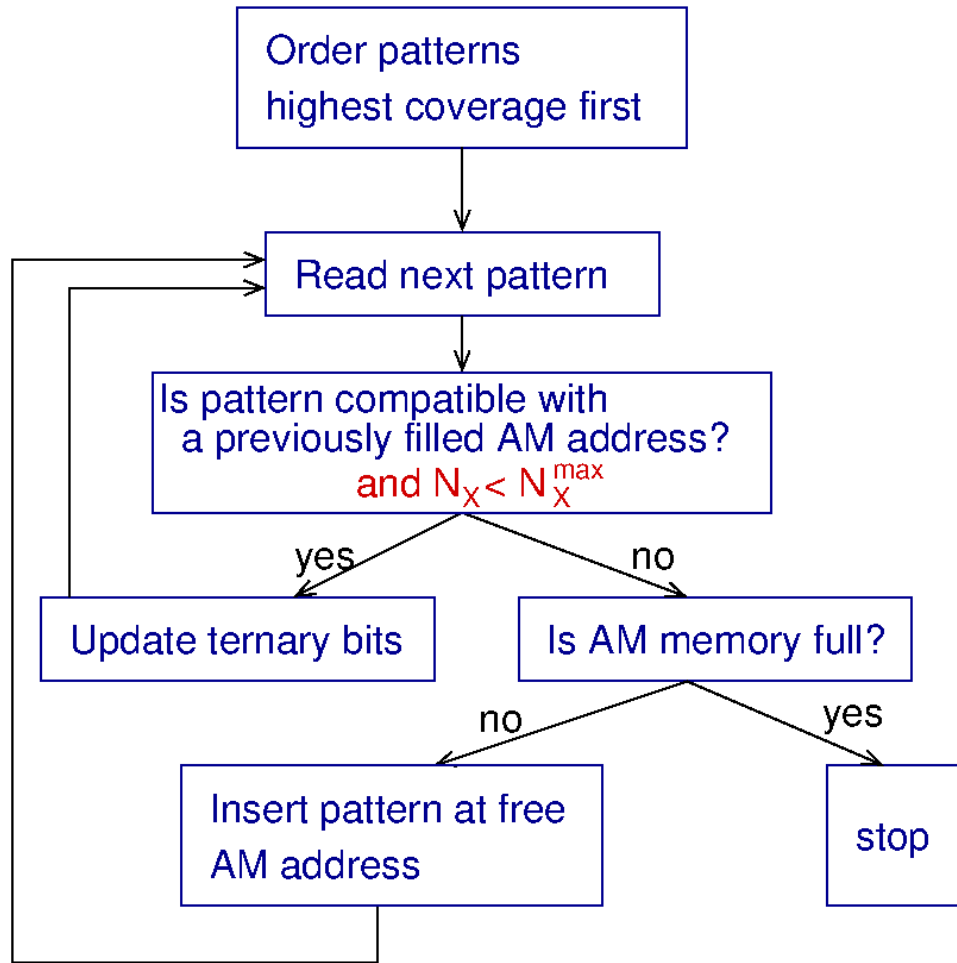 Order patterns
highest coverage first
Read next pattern
Is pattern compatible with
a previously filled AM address?
and N_X < N_X^max
yes
no
Update ternary bits
Is AM memory full?
no
yes
Insert pattern at free
AM address
stop